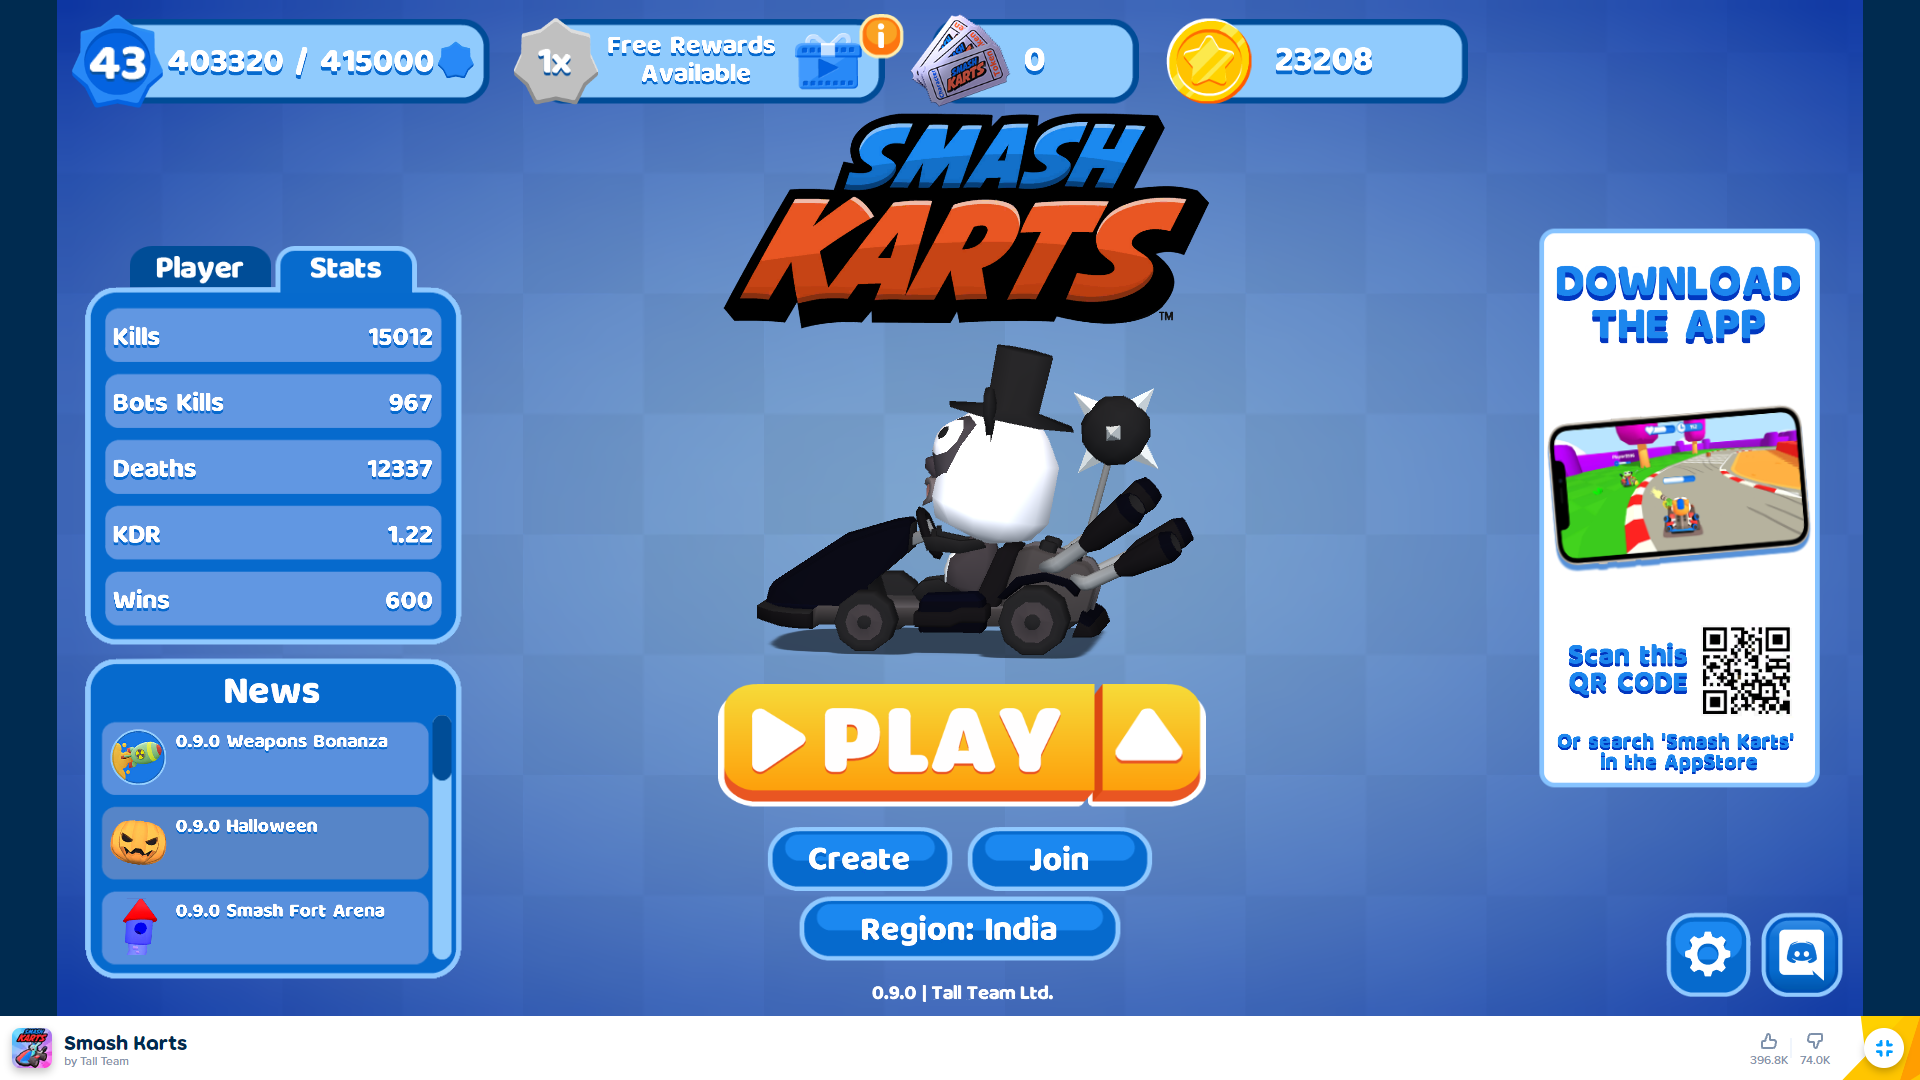 43
403320 / 415000
1x
Free Rewards
Available
i
SMASH
KARTS
0
23208
SMASH
KARTS
TM
Player
Stats
Kills 15012
Bots Kills 967
Deaths 12337
KDR 1.22
Wins 600
News
0.9.0 Weapons Bonanza
0.9.0 Halloween
0.9.0 Smash Fort Arena
PLAY
Create
Join
Region: India
0.9.0 | Tall Team Ltd.
DOWNLOAD
THE APP
Scan this
QR CODE
Or search 'Smash Karts'
in the AppStore
SMASH
KARTS
Smash Karts
by Tall Team
396.8K
74.0K